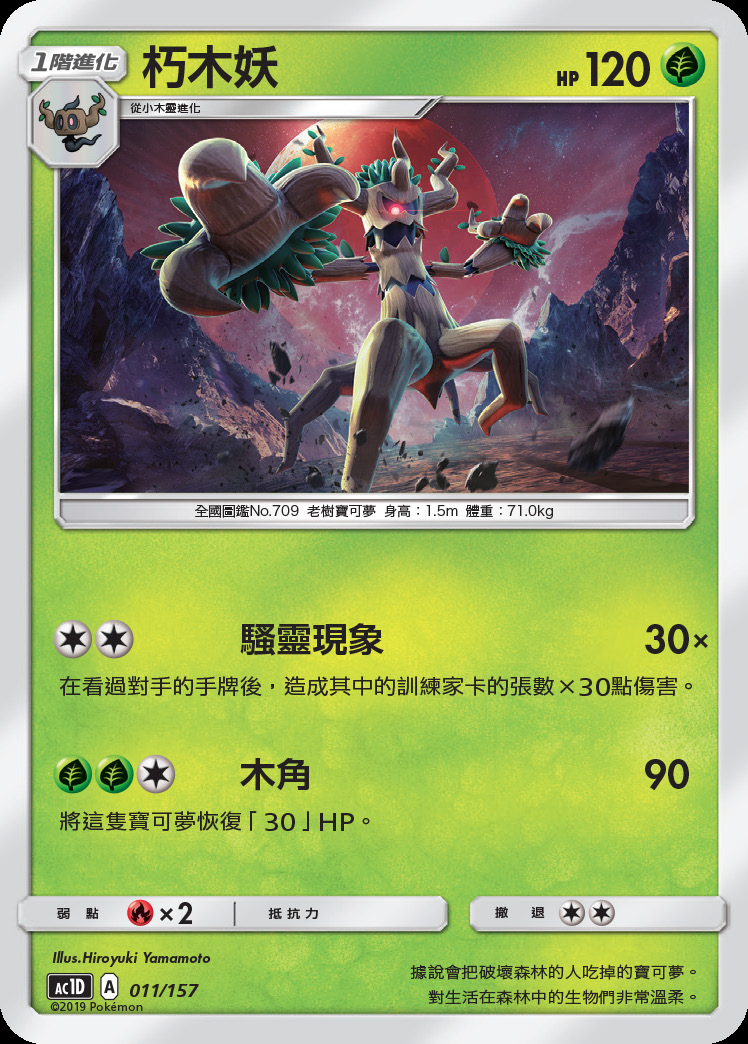 1階進化 朽木妖 HP 120
從小木靈進化
全國圖鑑No.709 老樹寶可夢 身高：1.5m 體重：71.0kg
騷靈現象 30×
在看過對手的手牌後，造成其中的訓練家卡的張數×30點傷害。
木角 90
將這隻寶可夢恢復「30」HP。
弱點 ×2 抵抗力 撤退
Illus.Hiroyuki Yamamoto
據說會把破壞森林的人吃掉的寶可夢。
對生活在森林中的生物們非常溫柔。
AC1D A 011/157
©2019 Pokémon